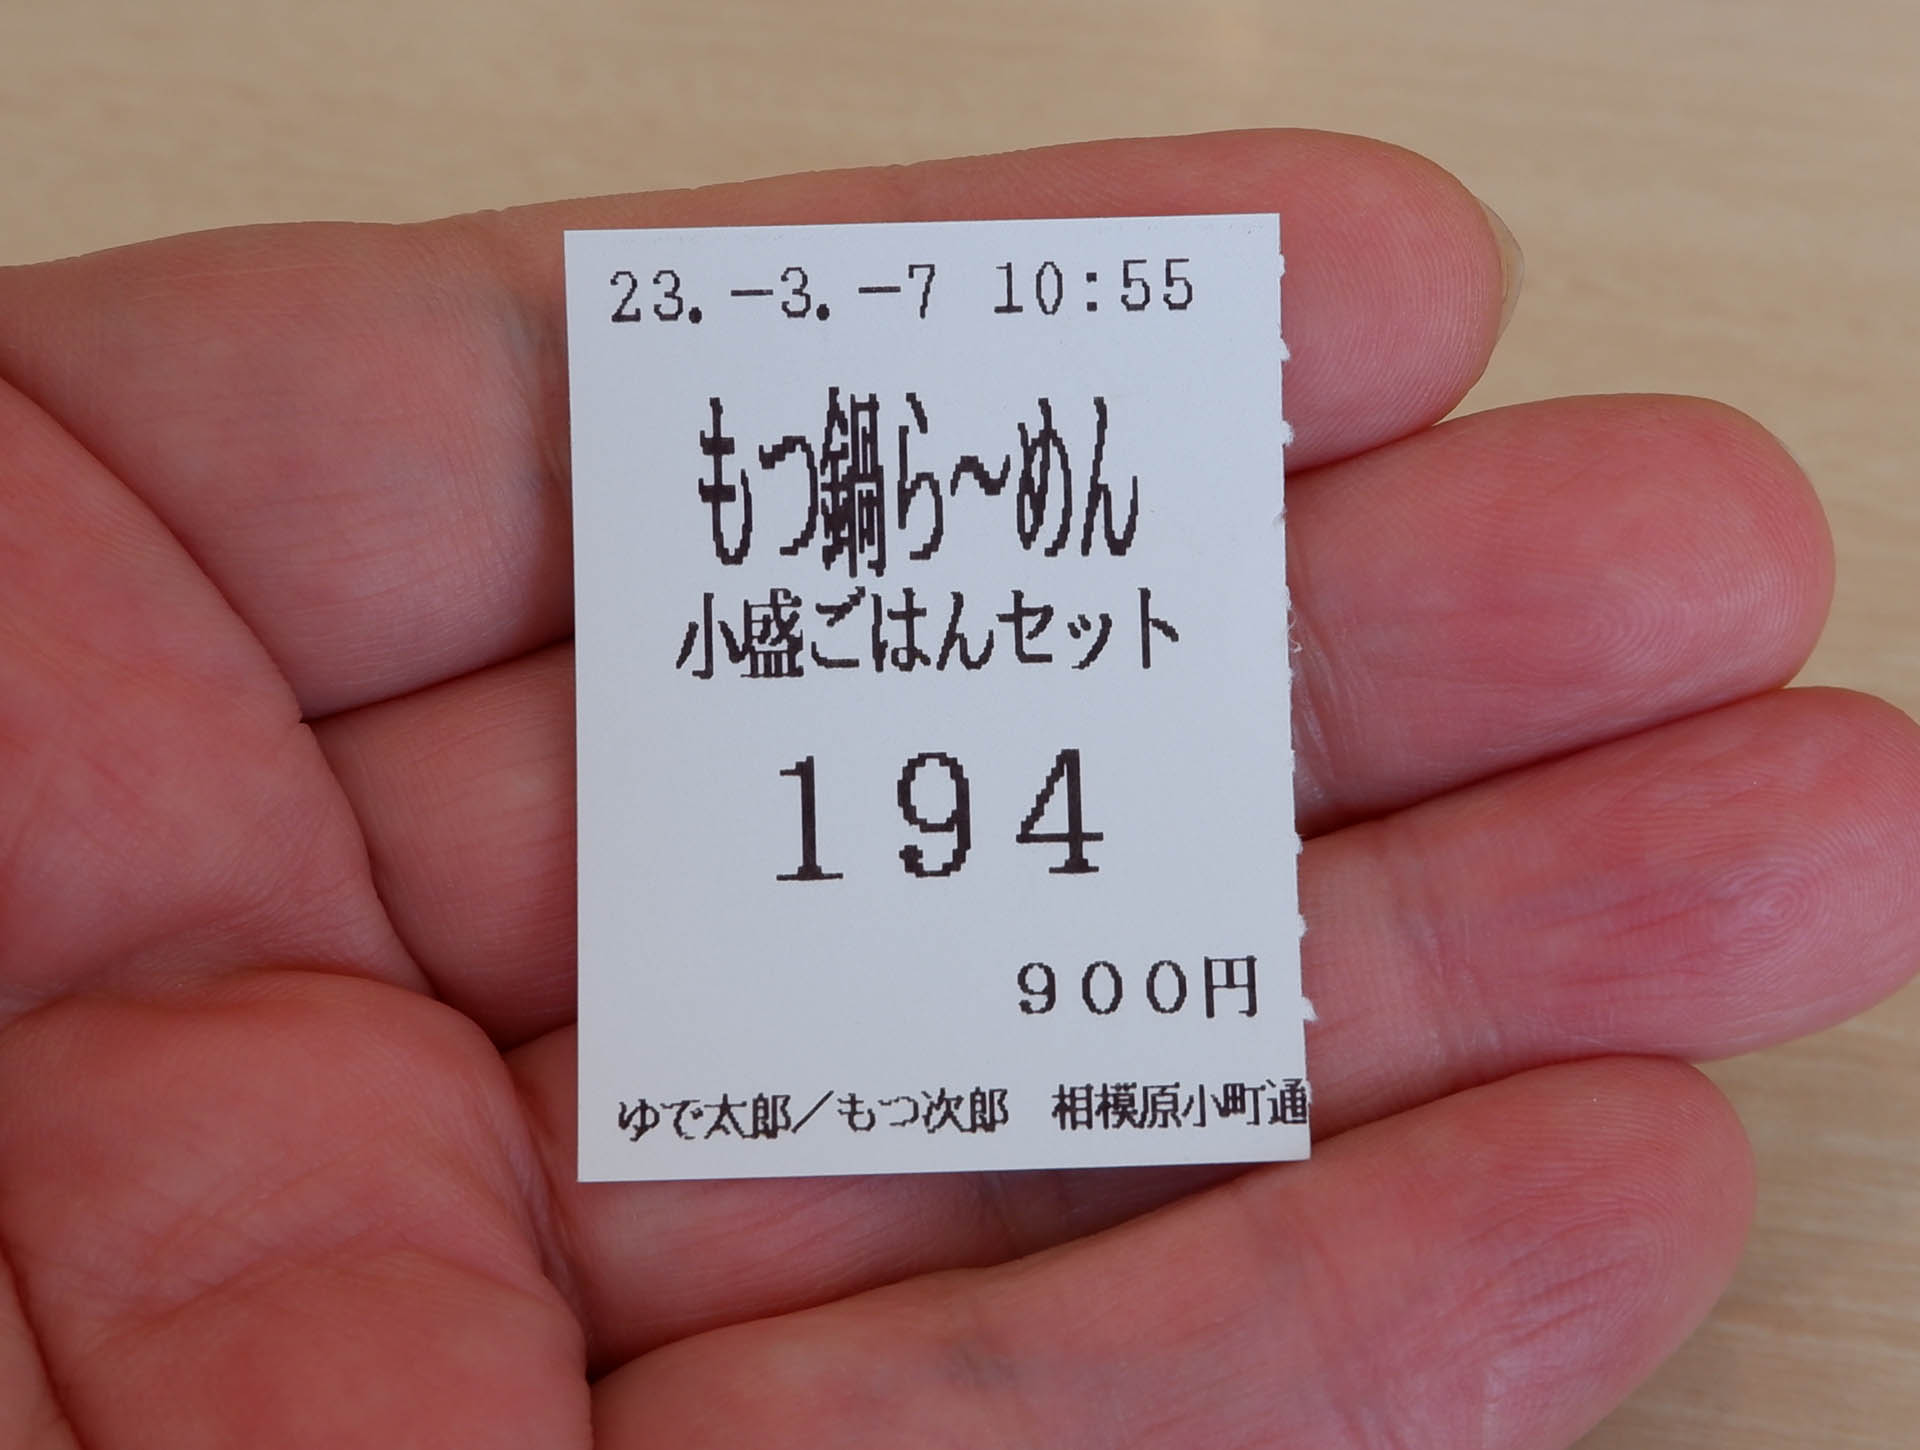 23.-3.-7 10:55
もつ鍋ら～めん
小盛ごはんセット
194
900円
ゆで太郎／もつ次郎 相模原小町通